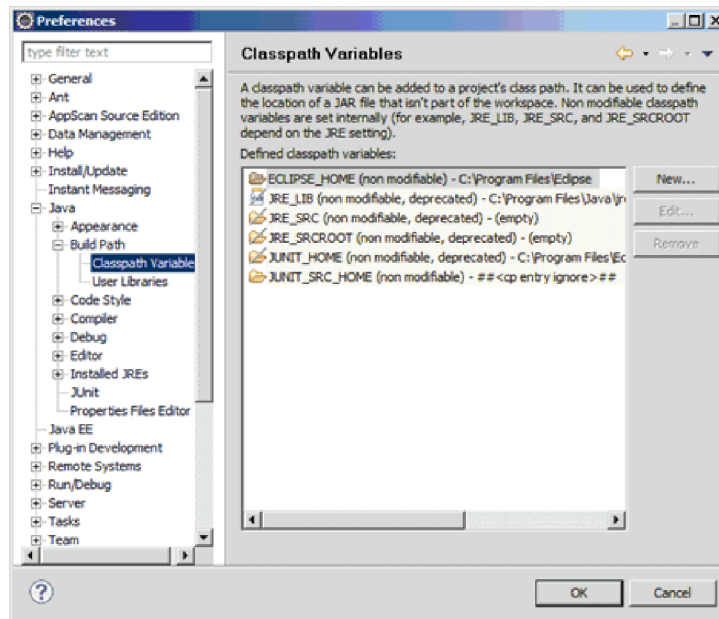 Preferences
type filter text
General
Ant
AppScan Source Edition
Data Management
Help
Install/Update
Instant Messaging
Java
Appearance
Build Path
Classpath Variable
User Libraries
Code Style
Compiler
Debug
Editor
Installed JREs
JUnit
Properties Files Editor
Java EE
Plug-in Development
Remote Systems
Run/Debug
Server
Tasks
Team
Classpath Variables
A classpath variable can be added to a project's class path. It can be used to define
the location of a JAR file that isn't part of the workspace. Non modifiable classpath
variables are set internally (for example, JRE_LIB, JRE_SRC, and JRE_SRCROOT
depend on the JRE setting).
Defined classpath variables:
ECLIPSE_HOME (non modifiable) - C:\Program Files\Eclipse
JRE_LIB (non modifiable, deprecated) - C:\Program Files\Java\jr
JRE_SRC (non modifiable, deprecated) - (empty)
JRE_SRCROOT (non modifiable, deprecated) - (empty)
JUNIT_HOME (non modifiable, deprecated) - C:\Program Files\Ec
JUNIT_SRC_HOME (non modifiable) - ##<cp entry ignore>##
New...
Edit...
Remove
OK
Cancel